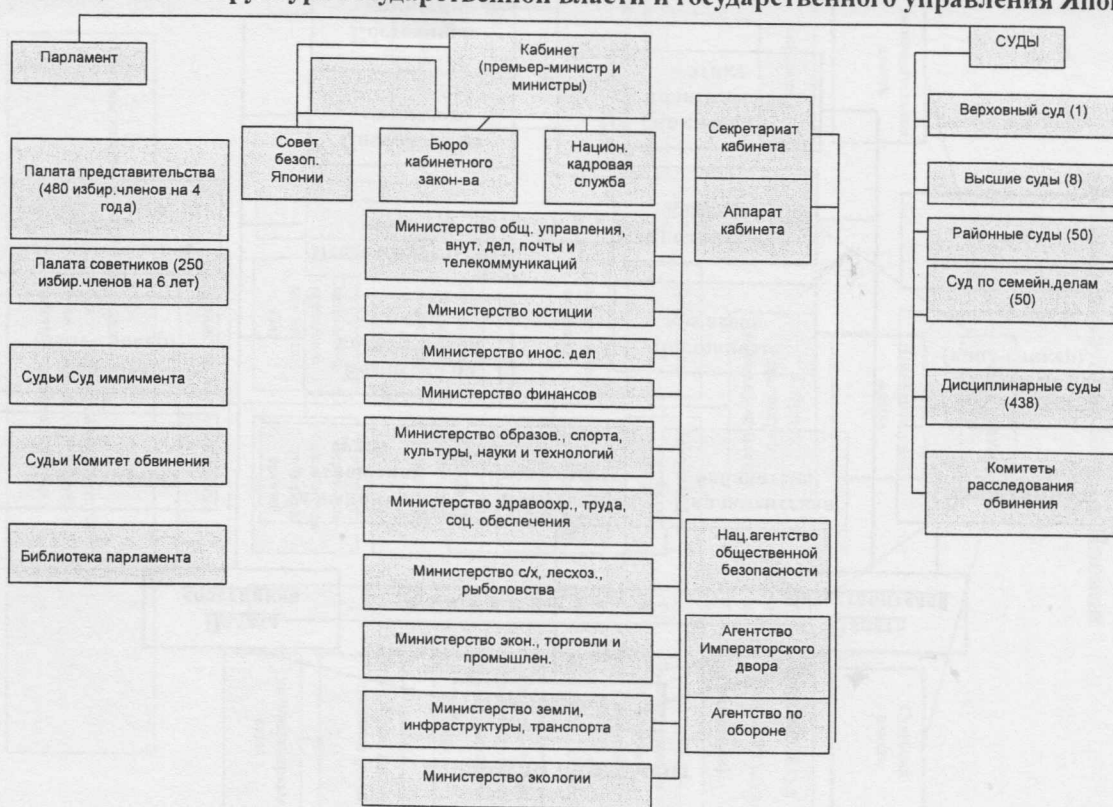 государственной власти и государственного управления
Парламент
Палата представительства
(480 избир.членов на 4
года)
Палата советников (250
избир.членов на 6 лет)
Судьи Суд импичмента
Судьи Комитет обвинения
Библиотека парламента
Кабинет
(премьер-министр и
министры)
Совет
безоп.
Японии
Бюро
кабинетного
закон-ва
Национ.
кадровая
служба
Министерство общ. управления,
внут. дел, почты и
телекоммуникаций
Министерство юстиции
Министерство инос. дел
Министерство финансов
Министерство образов., спорта,
культуры, науки и технологий
Министерство здравоохр., труда,
соц. обеспечения
Министерство с/х, лесхоз.,
рыболовства
Министерство экон., торговли и
промышлен.
Министерство земли,
инфраструктуры, транспорта
Министерство экологии
Секретариат
кабинета
Аппарат
кабинета
Нац.агентство
общественной
безопасности
Агентство
Императорского
двора
Агентство по
обороне
СУДЫ
Верховный суд (1)
Высшие суды (8)
Районные суды (50)
Суд по семейн.делам
(50)
Дисциплинарные суды
(438)
Комитеты
расследования
обвинения